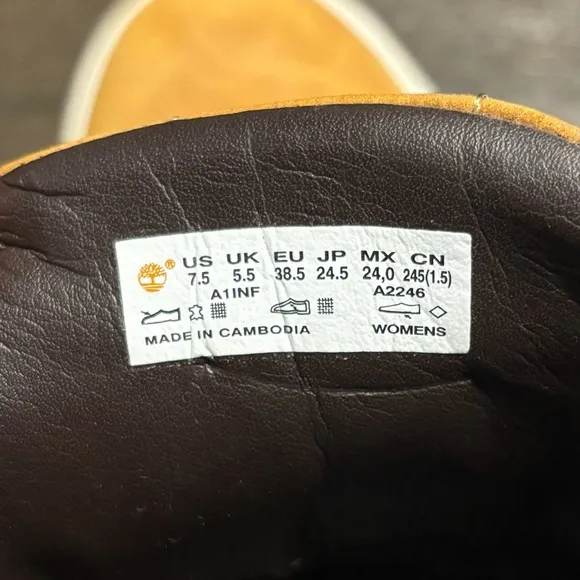 ® US UK EU JP MX CN
7.5 5.5 38.5 24.5 24,0 245(1.5)
A1INF A2246
MADE IN CAMBODIA WOMENS